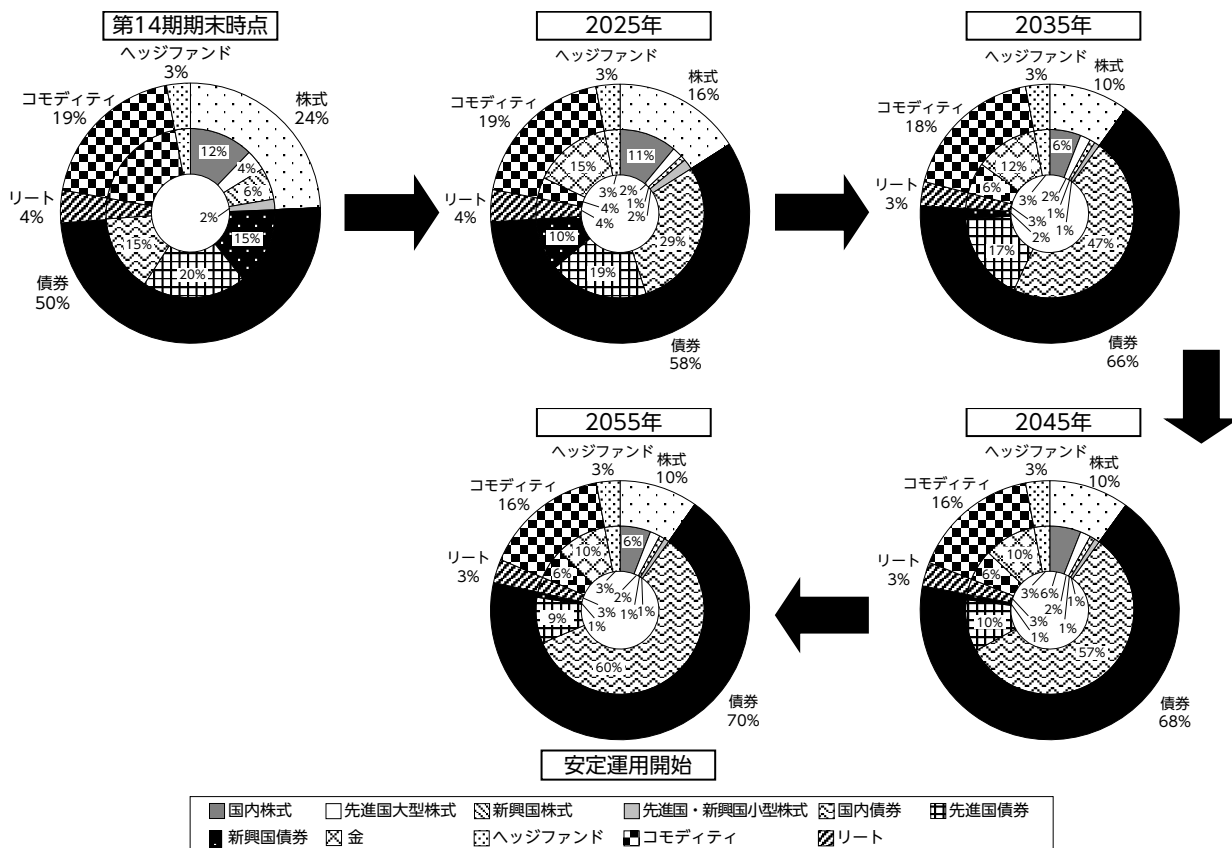 第14期期末時点
ヘッジファンド
3%
株式
24%
コモディティ
19%
12%
4%
6%
2%
リート
4%
15%
15%
20%
債券
50%
2025年
ヘッジファンド
3%
株式
16%
コモディティ
19%
11%
15%
3%
2%
1%
2%
4%
4%
リート
4%
10%
29%
19%
債券
58%
2035年
ヘッジファンド
3%
株式
10%
コモディティ
18%
6%
12%
6%
3%
2%
1%
1%
3%
2%
リート
3%
17%
47%
債券
66%
2055年
ヘッジファンド
3%
株式
10%
コモディティ
16%
6%
10%
6%
3%
2%
1%
1%
3%
1%
リート
3%
9%
60%
債券
70%
安定運用開始
2045年
ヘッジファンド
3%
株式
10%
コモディティ
16%
10%
6%
3%
6%
2%
1%
1%
3%
1%
リート
3%
10%
57%
債券
68%
国内株式 先進国大型株式 新興国株式 先進国・新興国小型株式 国内債券 先進国債券
新興国債券 金 ヘッジファンド コモディティ リート